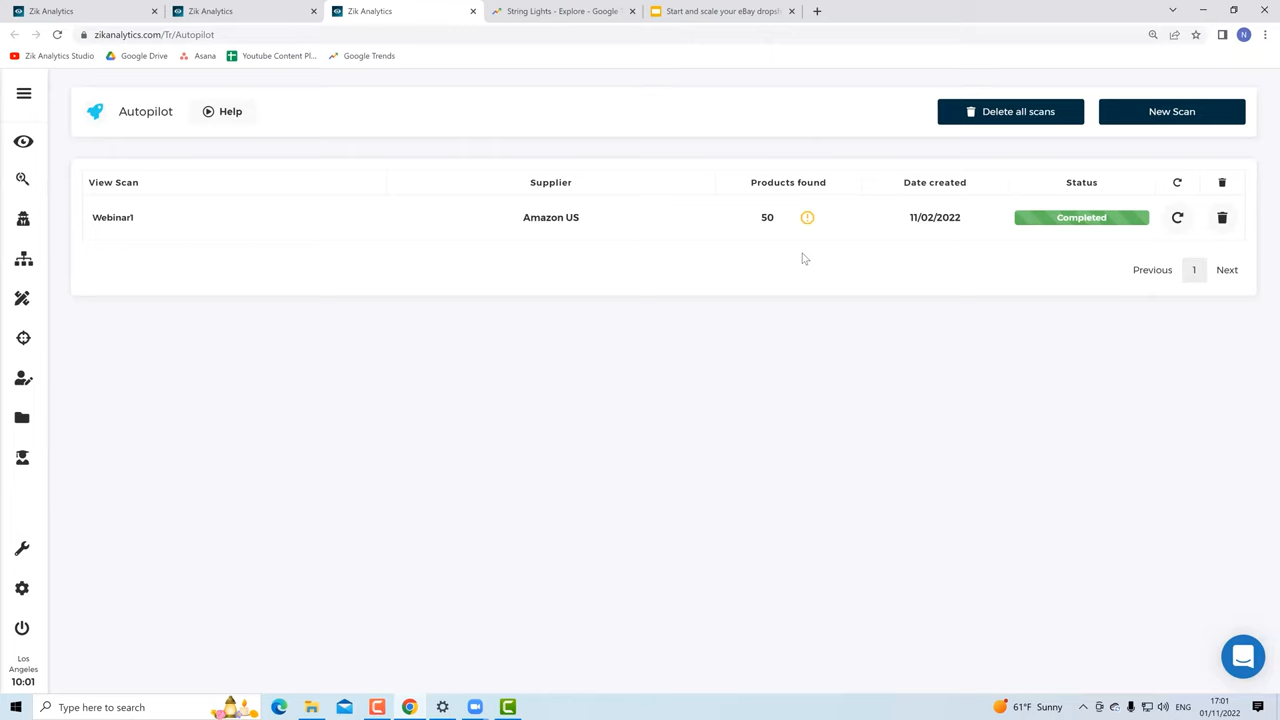 Zik Analytics
Zik Analytics
Zik Analytics
String Lights - Explore - Google T
Start and scale your eBay dropsh
zikanalytics.com/Tr/Autopilot
N
Zik Analytics Studio
Google Drive
Asana
Youtube Content Pl...
Google Trends
Autopilot
Help
Delete all scans
New Scan
View Scan
Supplier
Products found
Date created
Status
Webinar1
Amazon US
50
11/02/2022
Completed
Previous
1
Next
Los
Angeles
10:01
Type here to search
61°F Sunny
ENG
17:01
01/11/2022